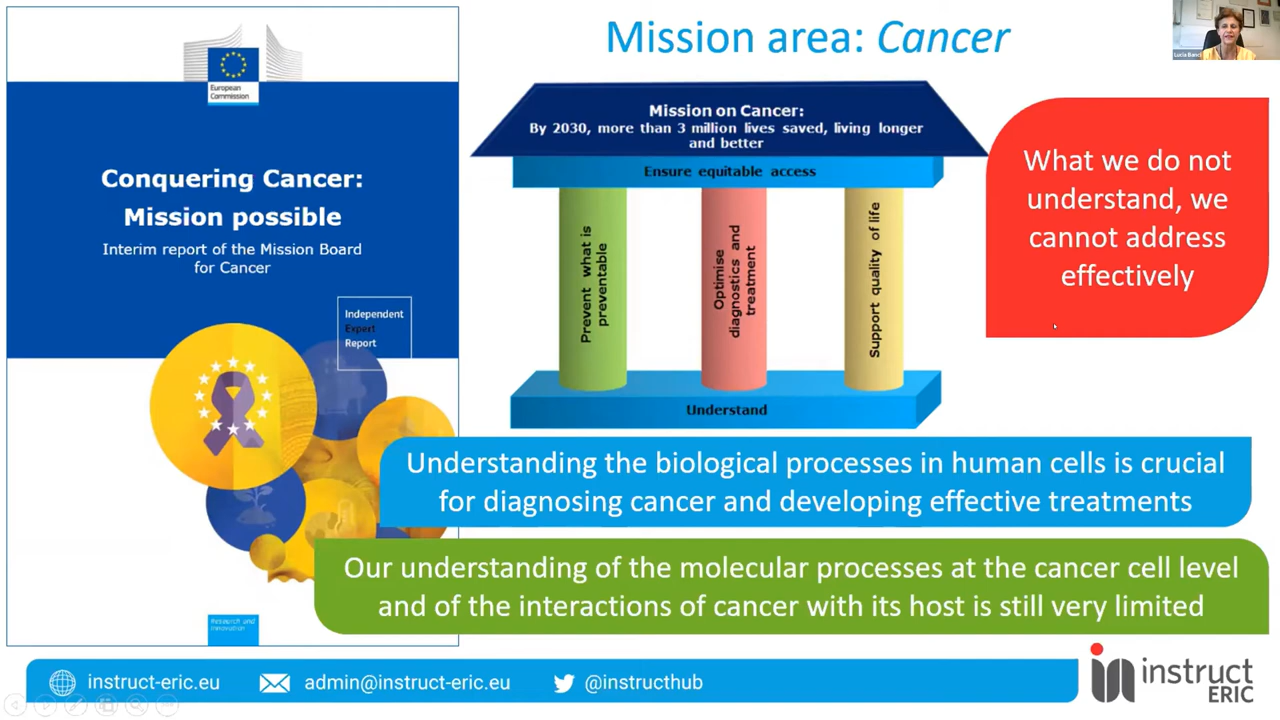 Mission area: Cancer
European
Commission
Conquering Cancer:
Mission possible
Interim report of the Mission Board
for Cancer
Independent
Expert
Report
Research and
Innovation
Mission on Cancer:
By 2030, more than 3 million lives saved, living longer
and better
Ensure equitable access
Prevent what is
preventable
Optimise
diagnostics and
treatment
Support quality of life
Understand
What we do not
understand, we
cannot address
effectively
Understanding the biological processes in human cells is crucial
for diagnosing cancer and developing effective treatments
Our understanding of the molecular processes at the cancer cell level
and of the interactions of cancer with its host is still very limited
instruct-eric.eu
admin@instruct-eric.eu
@instructhub
instruct
ERIC
Lucia Banci